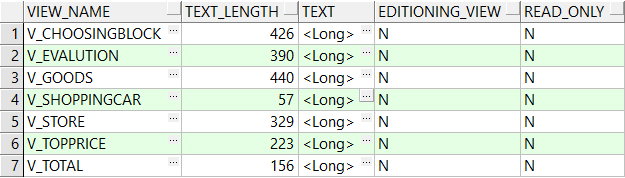 VIEW_NAME TEXT_LENGTH TEXT EDITIONING_VIEW READ_ONLY
1 V_CHOOSINGBLOCK ... 426 <Long> ... N N
2 V_EVALUTION ... 390 <Long> ... N N
3 V_GOODS ... 440 <Long> ... N N
4 V_SHOPPINGCAR ... 57 <Long> ... N N
5 V_STORE ... 329 <Long> ... N N
6 V_TOPPRICE ... 223 <Long> ... N N
7 V_TOTAL ... 156 <Long> ... N N